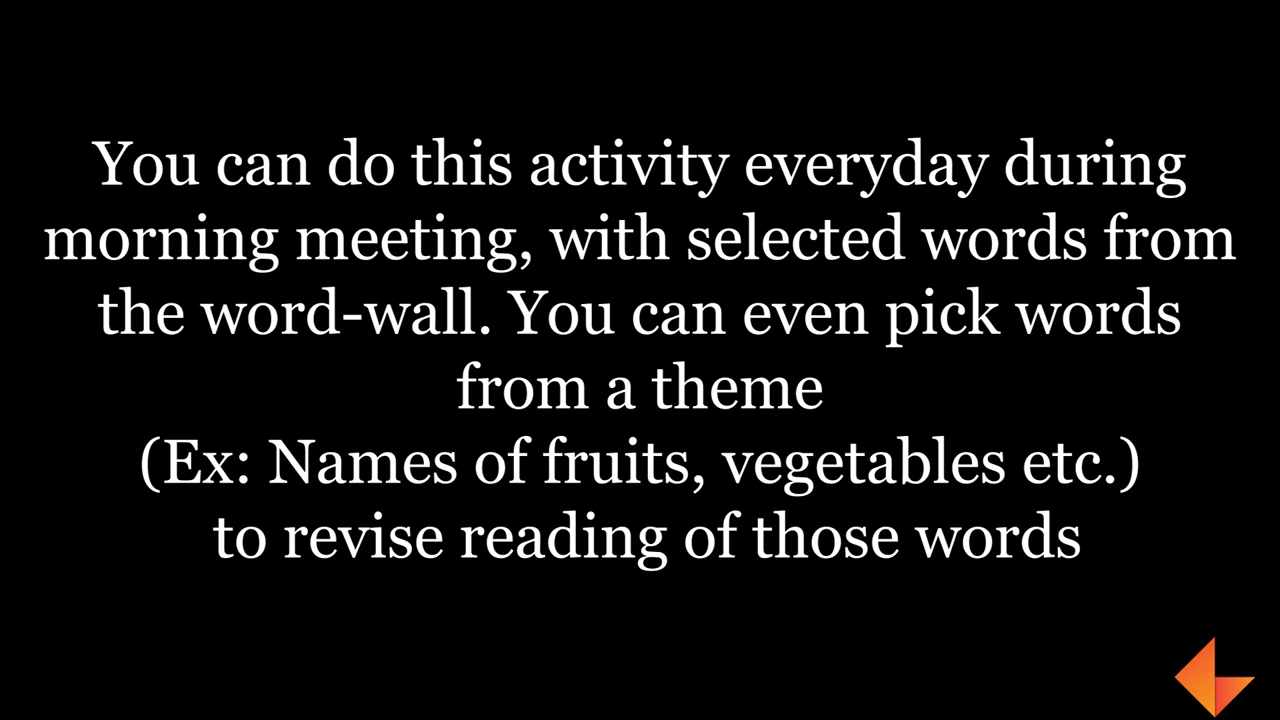 You can do this activity everyday during
morning meeting, with selected words from
the word-wall. You can even pick words
from a theme
(Ex: Names of fruits, vegetables etc.)
to revise reading of those words